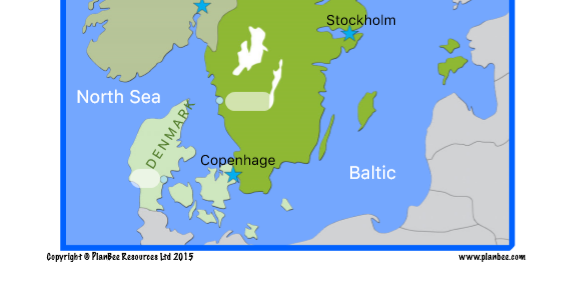 Stockholm
North Sea
DENMARK
Copenhage
Baltic
Copyright © PlanBee Resources Ltd 2015
www.planbee.com